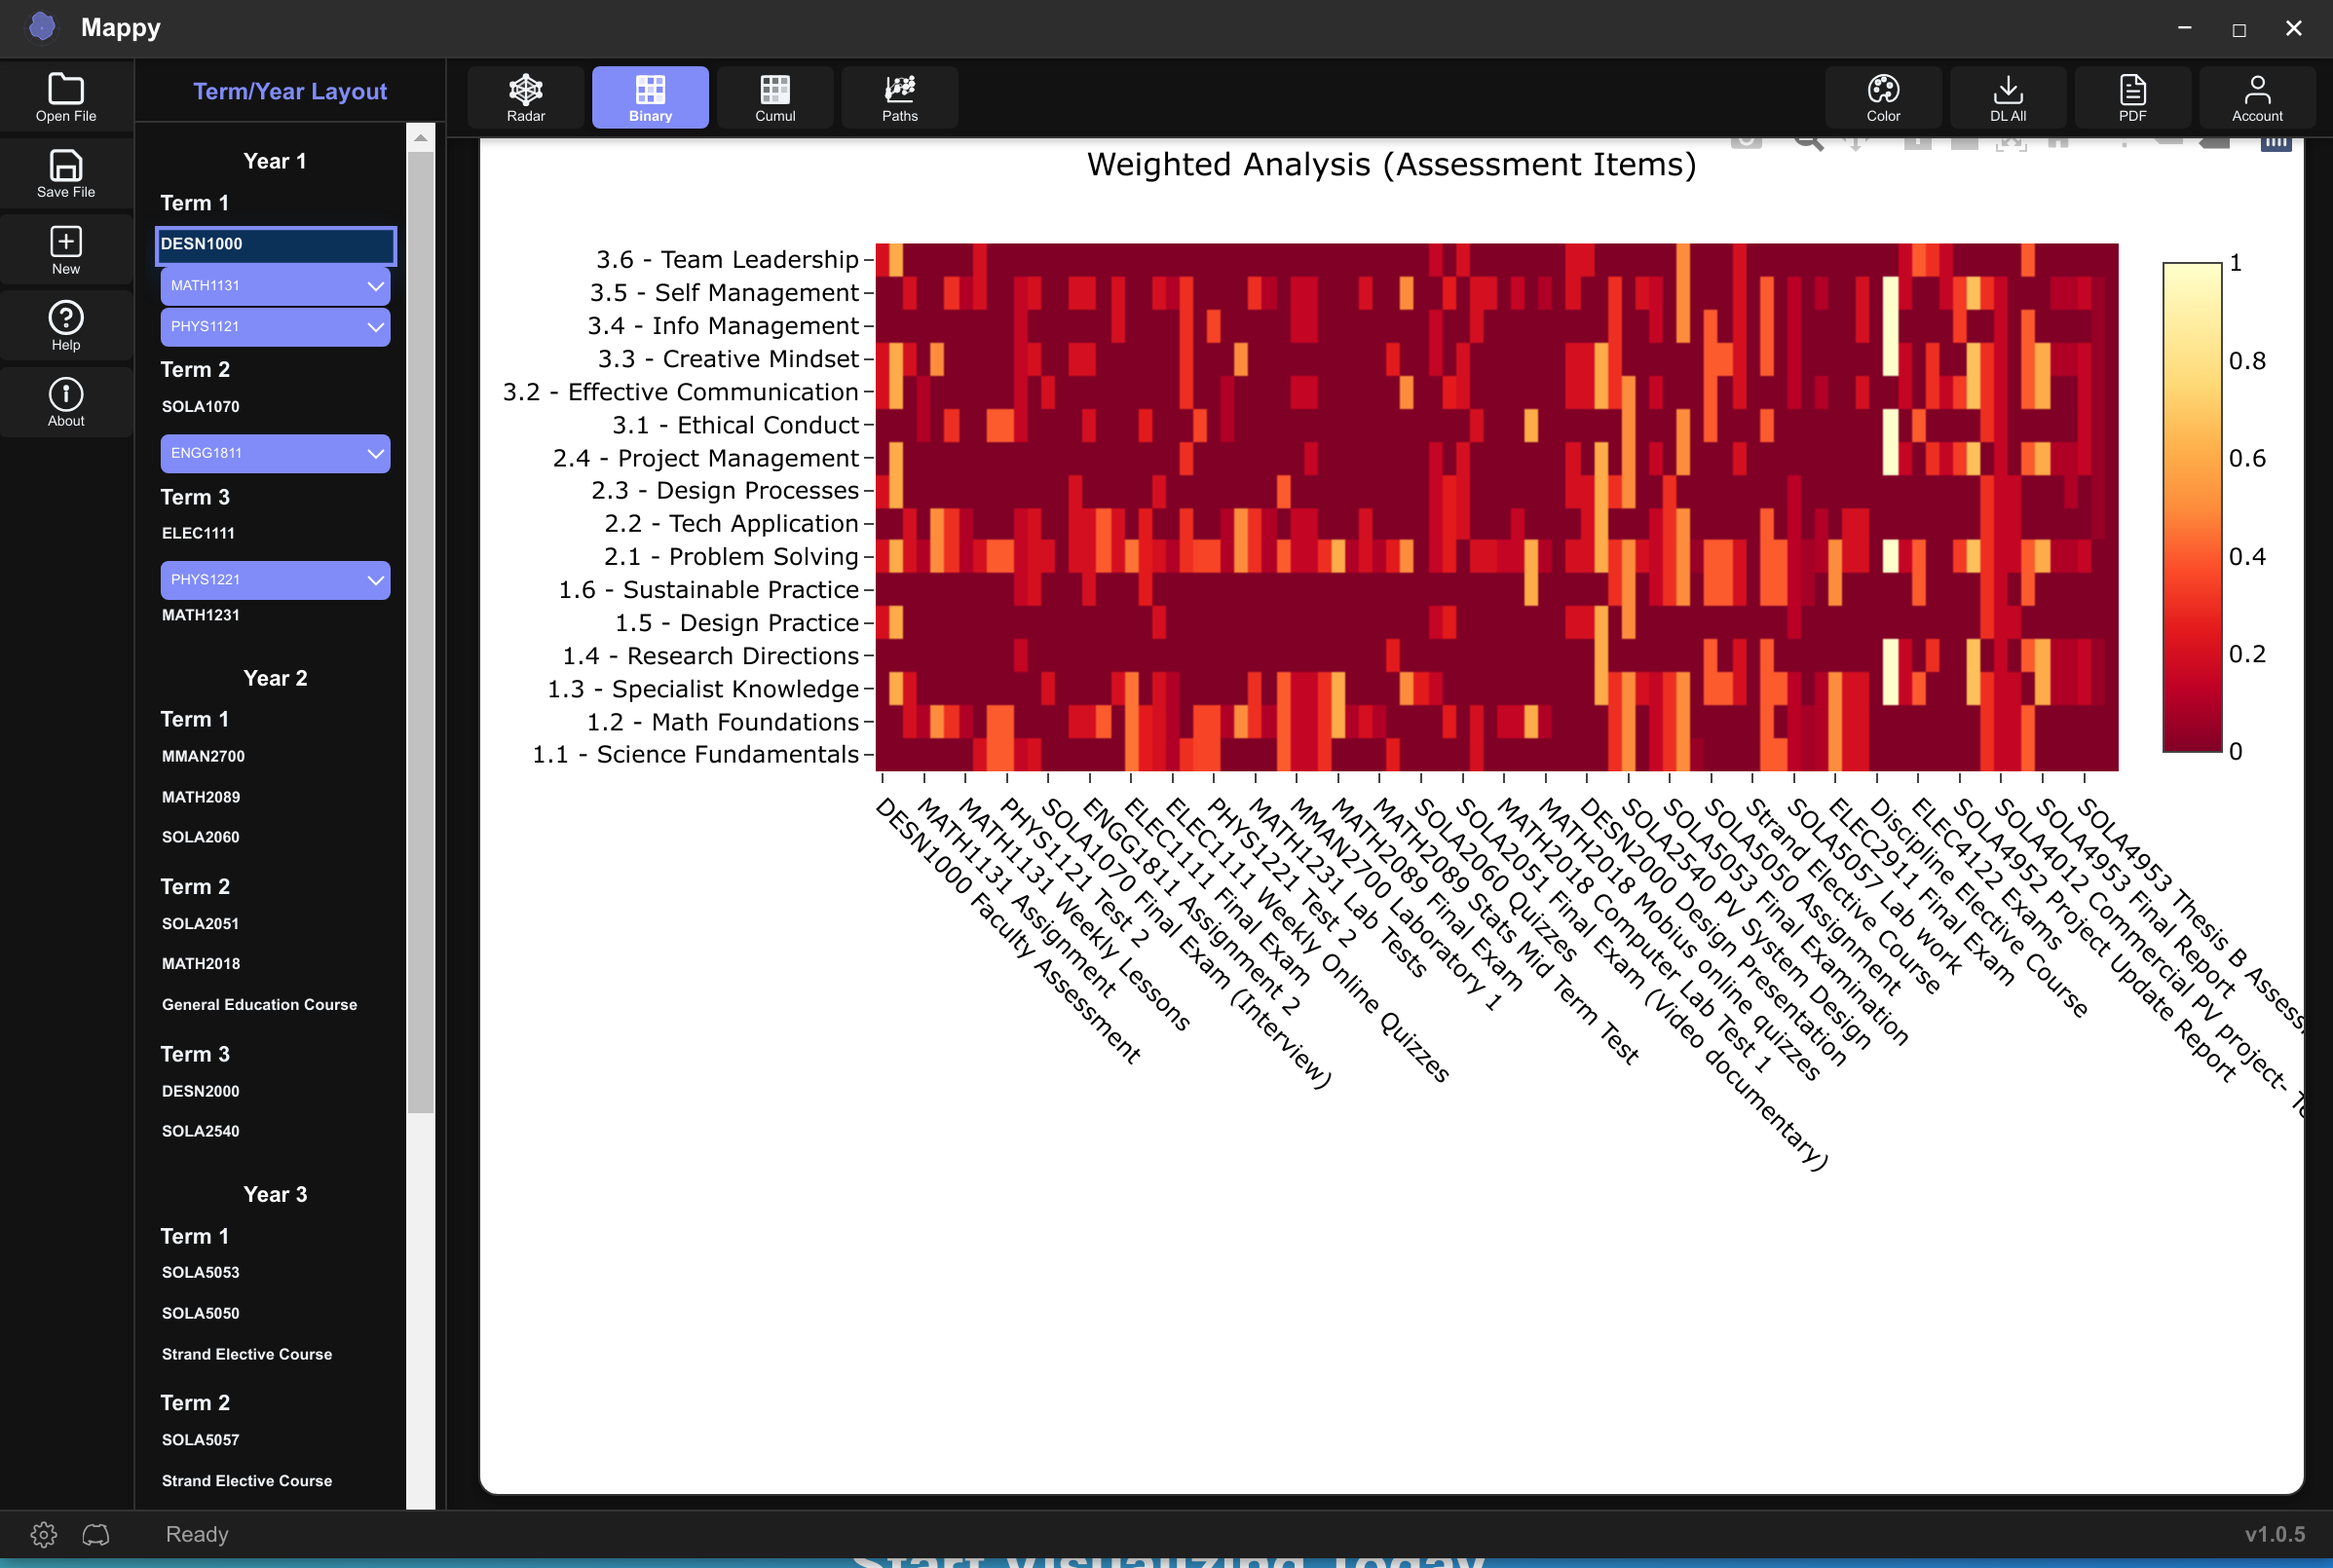 Mappy
Open File
Save File
New
Help
About
Term/Year Layout
Year 1
Term 1
DESN1000
MATH1131
PHYS1121
Term 2
SOLA1070
ENGG1811
Term 3
ELEC1111
PHYS1221
MATH1231
Year 2
Term 1
MMAN2700
MATH2089
SOLA2060
Term 2
SOLA2051
MATH2018
General Education Course
Term 3
DESN2000
SOLA2540
Year 3
Term 1
SOLA5053
SOLA5050
Strand Elective Course
Term 2
SOLA5057
Strand Elective Course
Radar
Binary
Cumul
Paths
Color
DL All
PDF
Account
Weighted Analysis (Assessment Items)
3.6 - Team Leadership
3.5 - Self Management
3.4 - Info Management
3.3 - Creative Mindset
3.2 - Effective Communication
3.1 - Ethical Conduct
2.4 - Project Management
2.3 - Design Processes
2.2 - Tech Application
2.1 - Problem Solving
1.6 - Sustainable Practice
1.5 - Design Practice
1.4 - Research Directions
1.3 - Specialist Knowledge
1.2 - Math Foundations
1.1 - Science Fundamentals
1
0.8
0.6
0.4
0.2
0
DESN1000 Faculty Assessment
MATH1131 Assignment
MATH1131 Weekly Lessons
PHYS1121 Test 2
SOLA1070 Final Exam (Interview)
ENGG1811 Assignment 2
ELEC1111 Final Exam
ELEC1111 Weekly Online Quizzes
PHYS1221 Test 2
MATH1231 Lab Tests
MMAN2700 Laboratory 1
MATH2089 Final Exam
MATH2089 Stats Mid Term Test
SOLA2060 Quizzes
SOLA2051 Final Exam (Video documentary)
MATH2018 Computer Lab Test 1
MATH2018 Mobius online quizzes
DESN2000 Design Presentation
SOLA2540 PV System Design
SOLA5053 Final Examination
SOLA5050 Assignment
Strand Elective Course
SOLA5057 Lab work
ELEC2911 Final Exam
Discipline Elective Course
ELEC4122 Exams
SOLA4952 Project Update Report
SOLA4012 Commercial PV project-
SOLA4953 Final Report
SOLA4953 Thesis B
Ready
v1.0.5
Start Visualizing Today